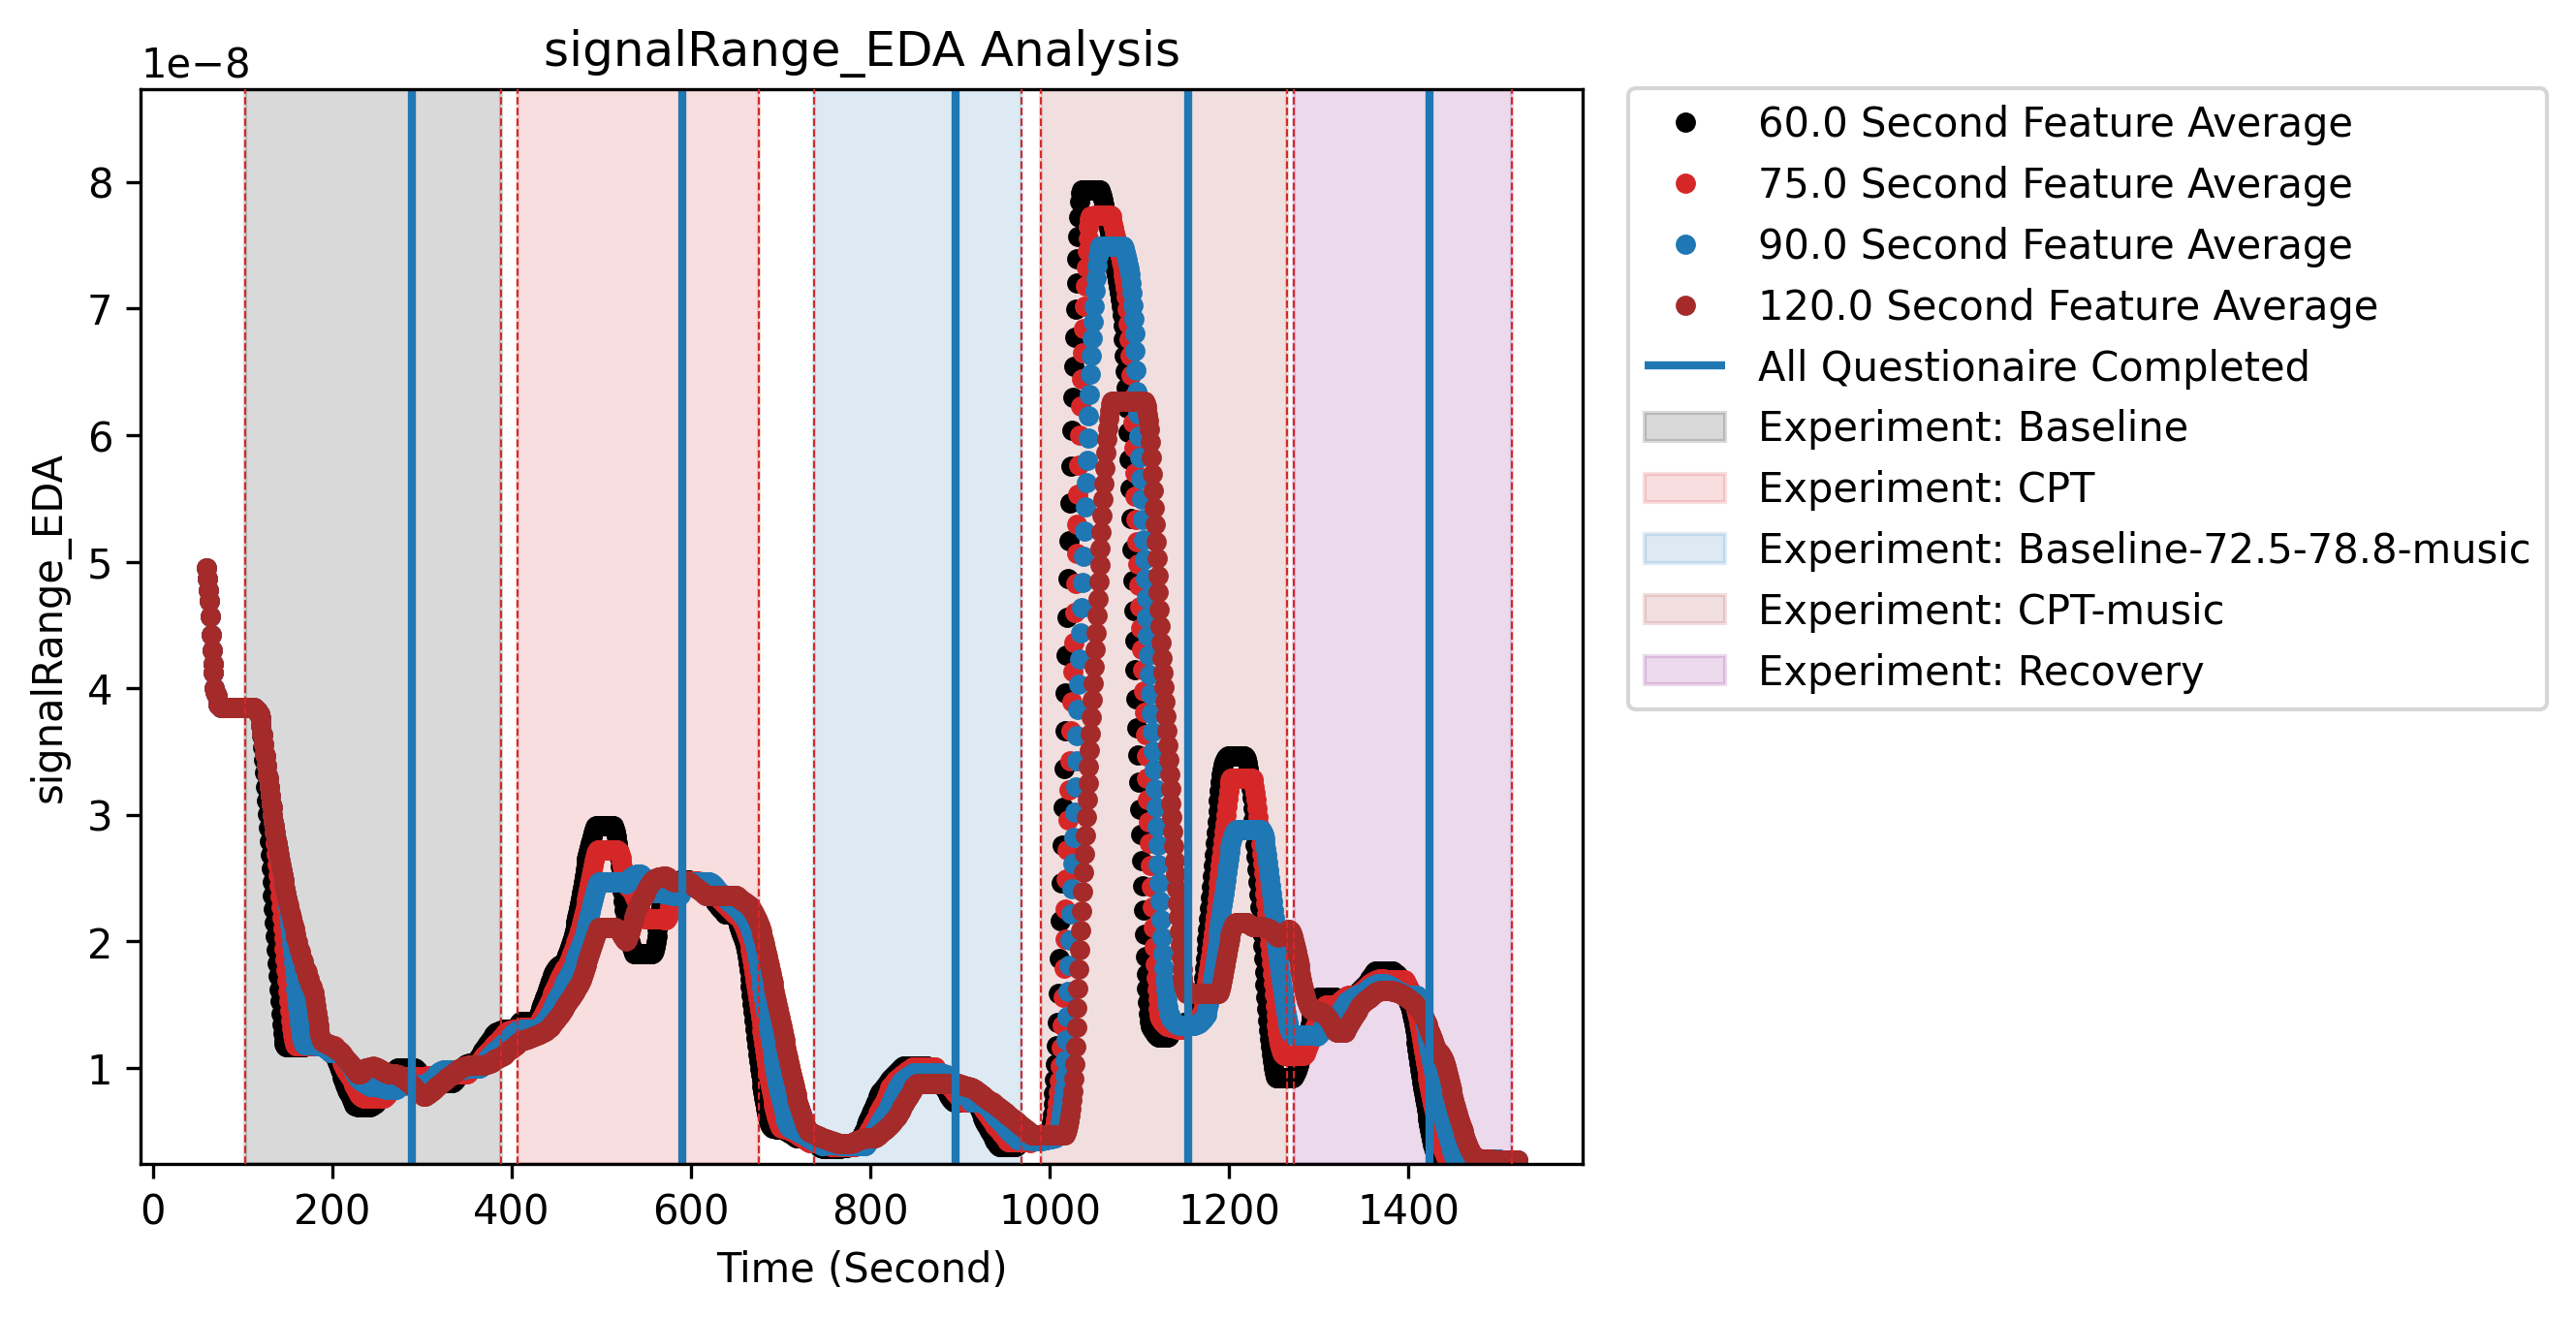 signalRange_EDA Analysis
1e−8
8
7
6
5
4
3
2
1
signalRange_EDA
0 200 400 600 800 1000 1200 1400
Time (Second)
60.0 Second Feature Average
75.0 Second Feature Average
90.0 Second Feature Average
120.0 Second Feature Average
All Questionaire Completed
Experiment: Baseline
Experiment: CPT
Experiment: Baseline-72.5-78.8-music
Experiment: CPT-music
Experiment: Recovery